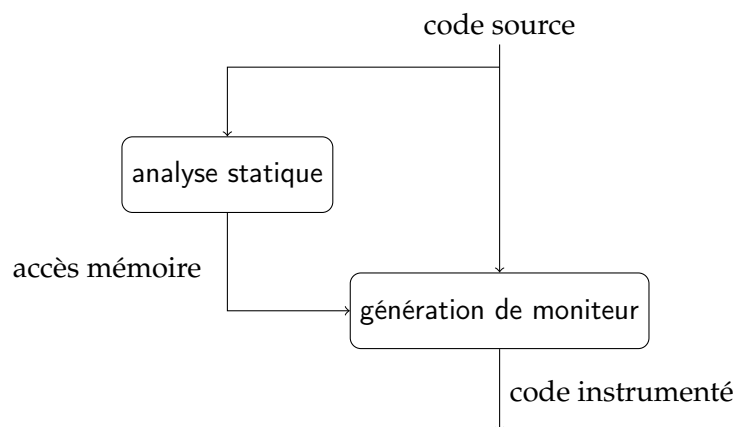 code source
analyse statique
accès mémoire
génération de moniteur
code instrumenté